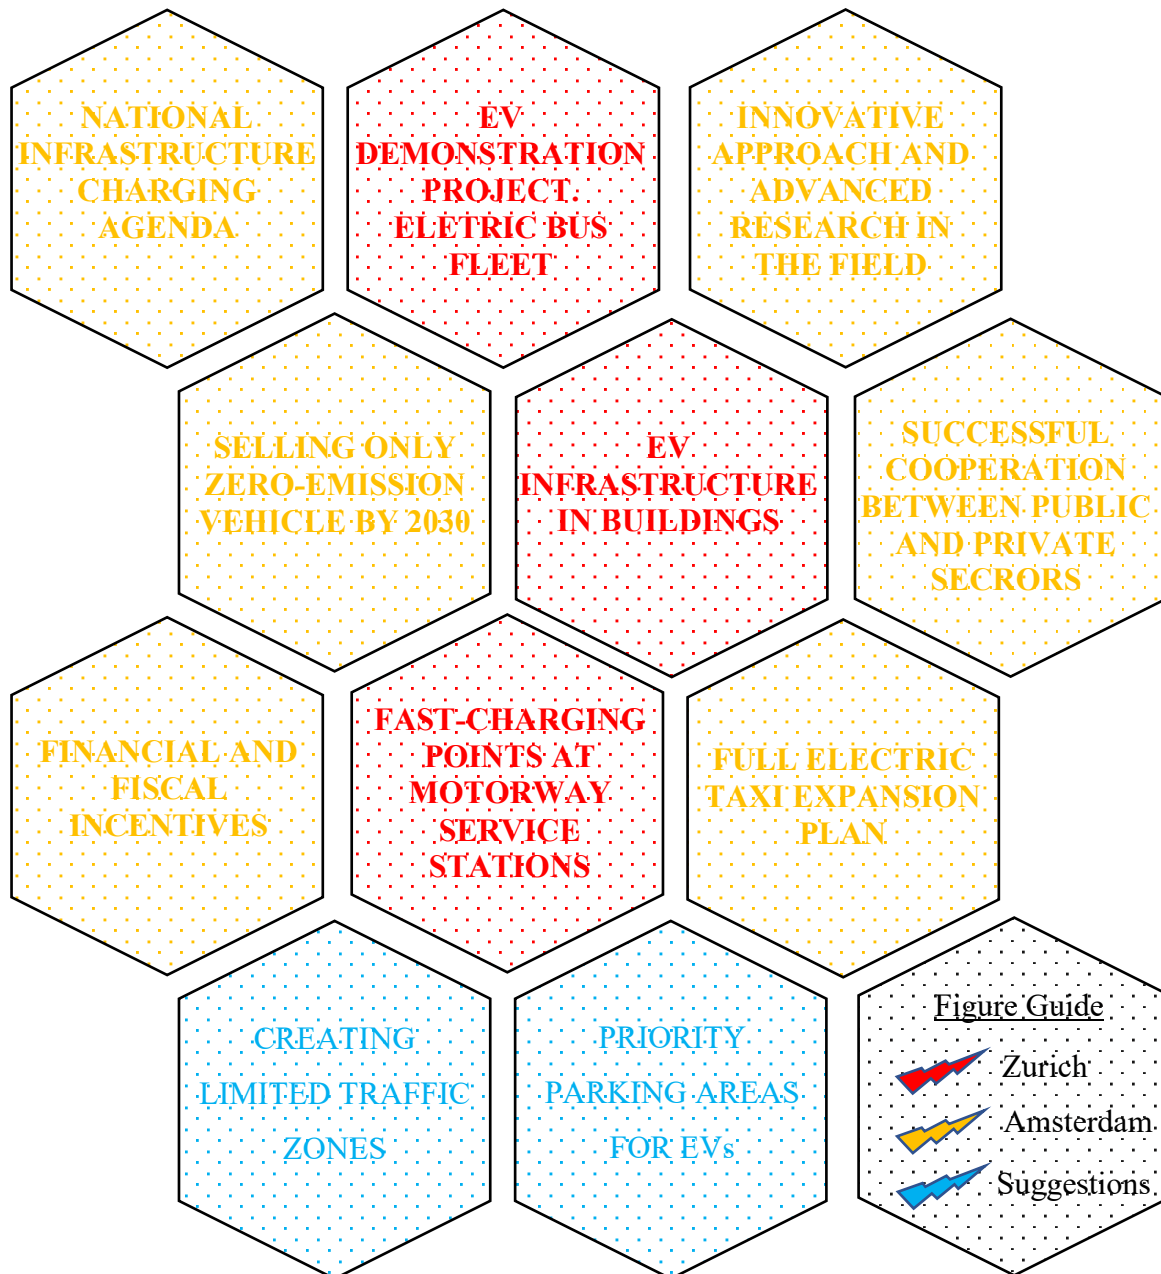 NATIONAL
INFRASTRUCTURE
CHARGING
AGENDA
EV
DEMONSTRATION
PROJECT.
ELETRIC BUS
FLEET
INNOVATIVE
APPROACH AND
ADVANCED
RESEARCH IN
THE FIELD
SELLING ONLY
ZERO-EMISSION
VEHICLE BY 2030
EV
INFRASTRUCTURE
IN BUILDINGS
SUCCESSFUL
COOPERATION
BETWEEN PUBLIC
AND PRIVATE
SECRORS
FINANCIAL AND
FISCAL
INCENTIVES
FAST-CHARGING
POINTS AT
MOTORWAY
SERVICE
STATIONS
FULL ELECTRIC
TAXI EXPANSION
PLAN
CREATING
LIMITED TRAFFIC
ZONES
PRIORITY
PARKING AREAS
FOR EVs
Figure Guide
Zurich
Amsterdam
Suggestions